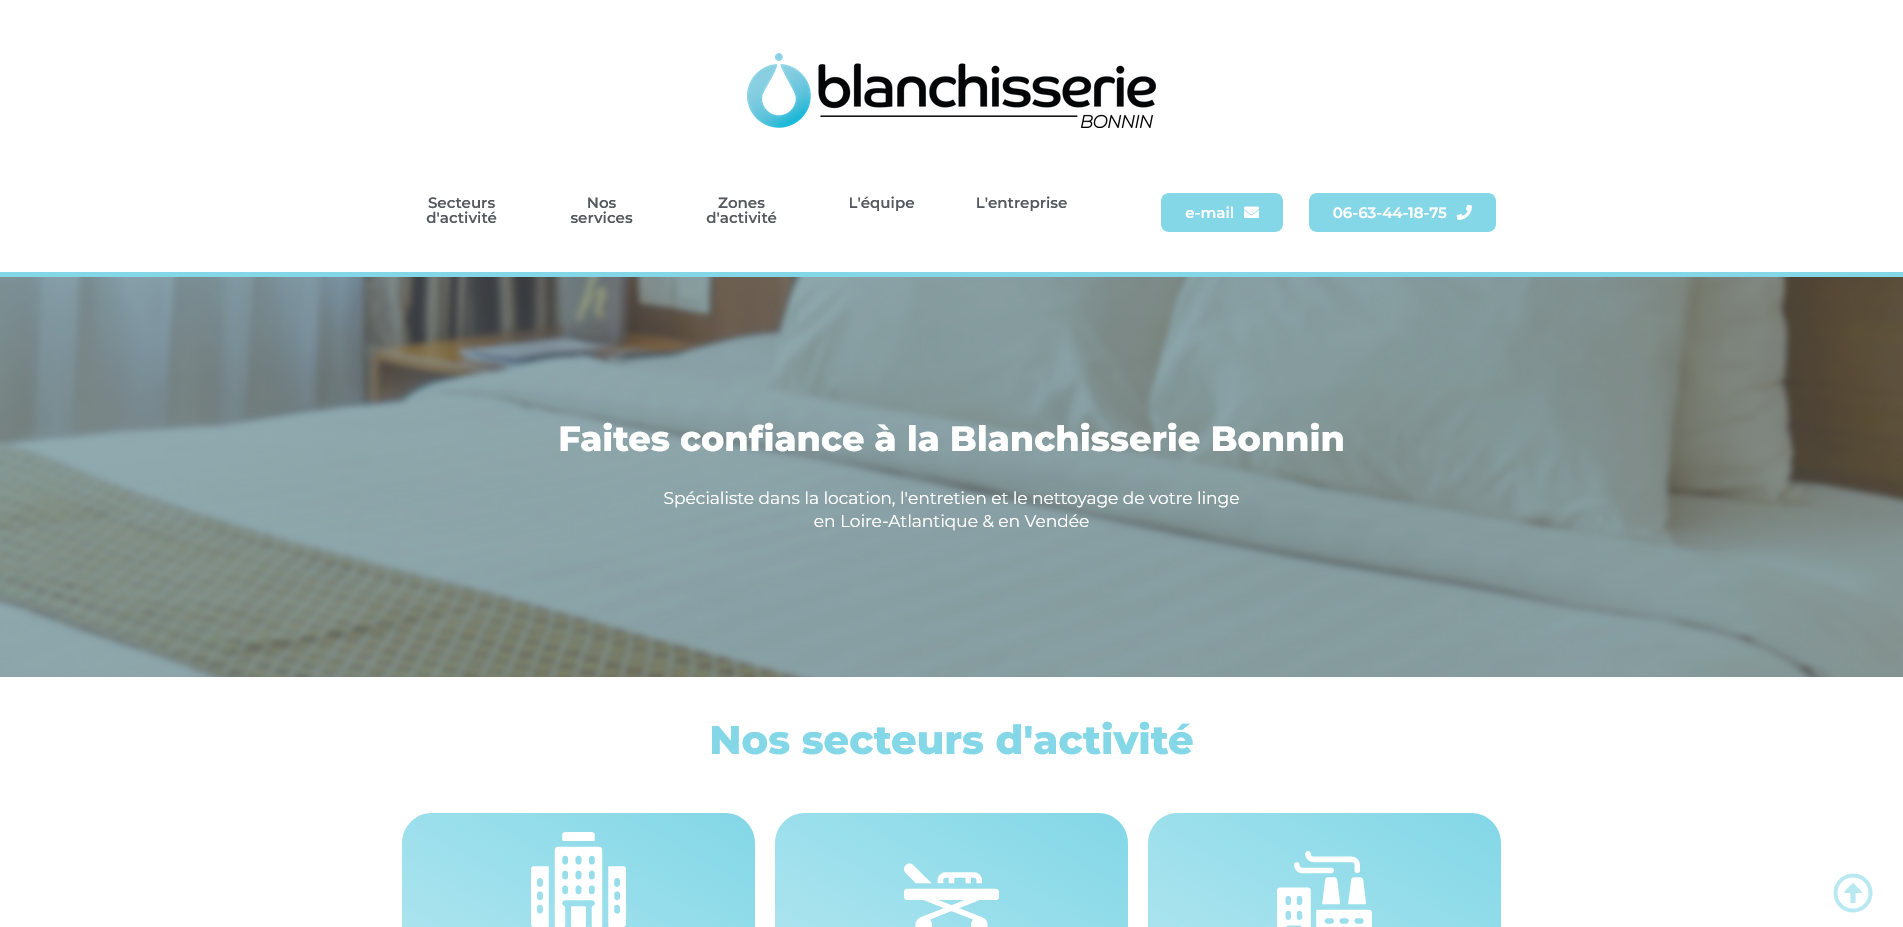 blanchisserie
BONNIN
Secteurs
d'activité
Nos
services
Zones
d'activité
L'équipe
L'entreprise
e-mail
06-63-44-18-75
Faites confiance à la Blanchisserie Bonnin
Spécialiste dans la location, l'entretien et le nettoyage de votre linge
en Loire-Atlantique & en Vendée
Nos secteurs d'activité